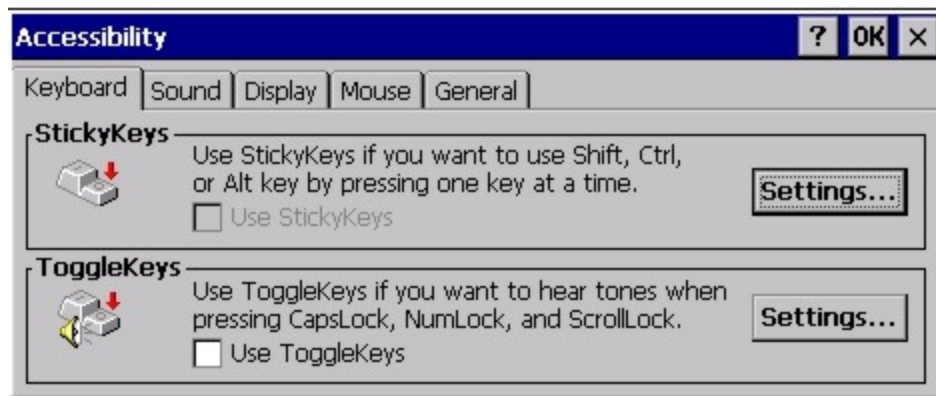 Accessibility ? OK ×
Keyboard Sound Display Mouse General
StickyKeys
Use StickyKeys if you want to use Shift, Ctrl,
or Alt key by pressing one key at a time.
Settings...
Use StickyKeys
ToggleKeys
Use ToggleKeys if you want to hear tones when
pressing CapsLock, NumLock, and ScrollLock.
Settings...
Use ToggleKeys